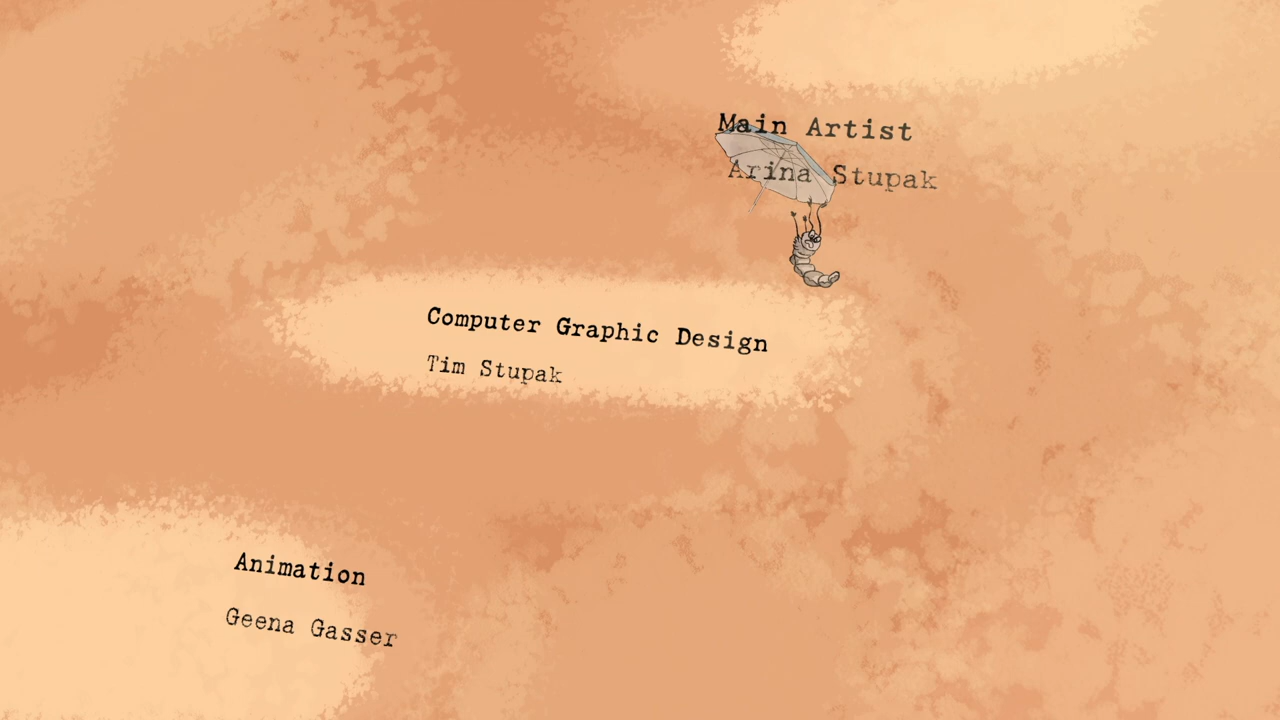 Main Artist
Arina Stupak
Computer Graphic Design
Tim Stupak
Animation
Geena Gasser